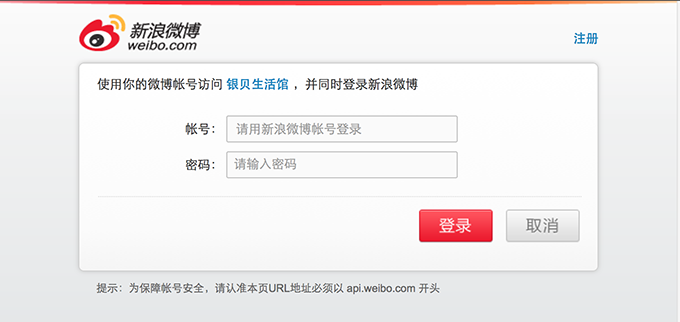 新浪微博
weibo.com
注册
使用你的微博帐号访问 银贝生活馆 ，并同时登录新浪微博
帐号： 请用新浪微博帐号登录
密码： 请输入密码
登录 取消
提示：为保障帐号安全，请认准本页URL地址必须以 api.weibo.com 开头